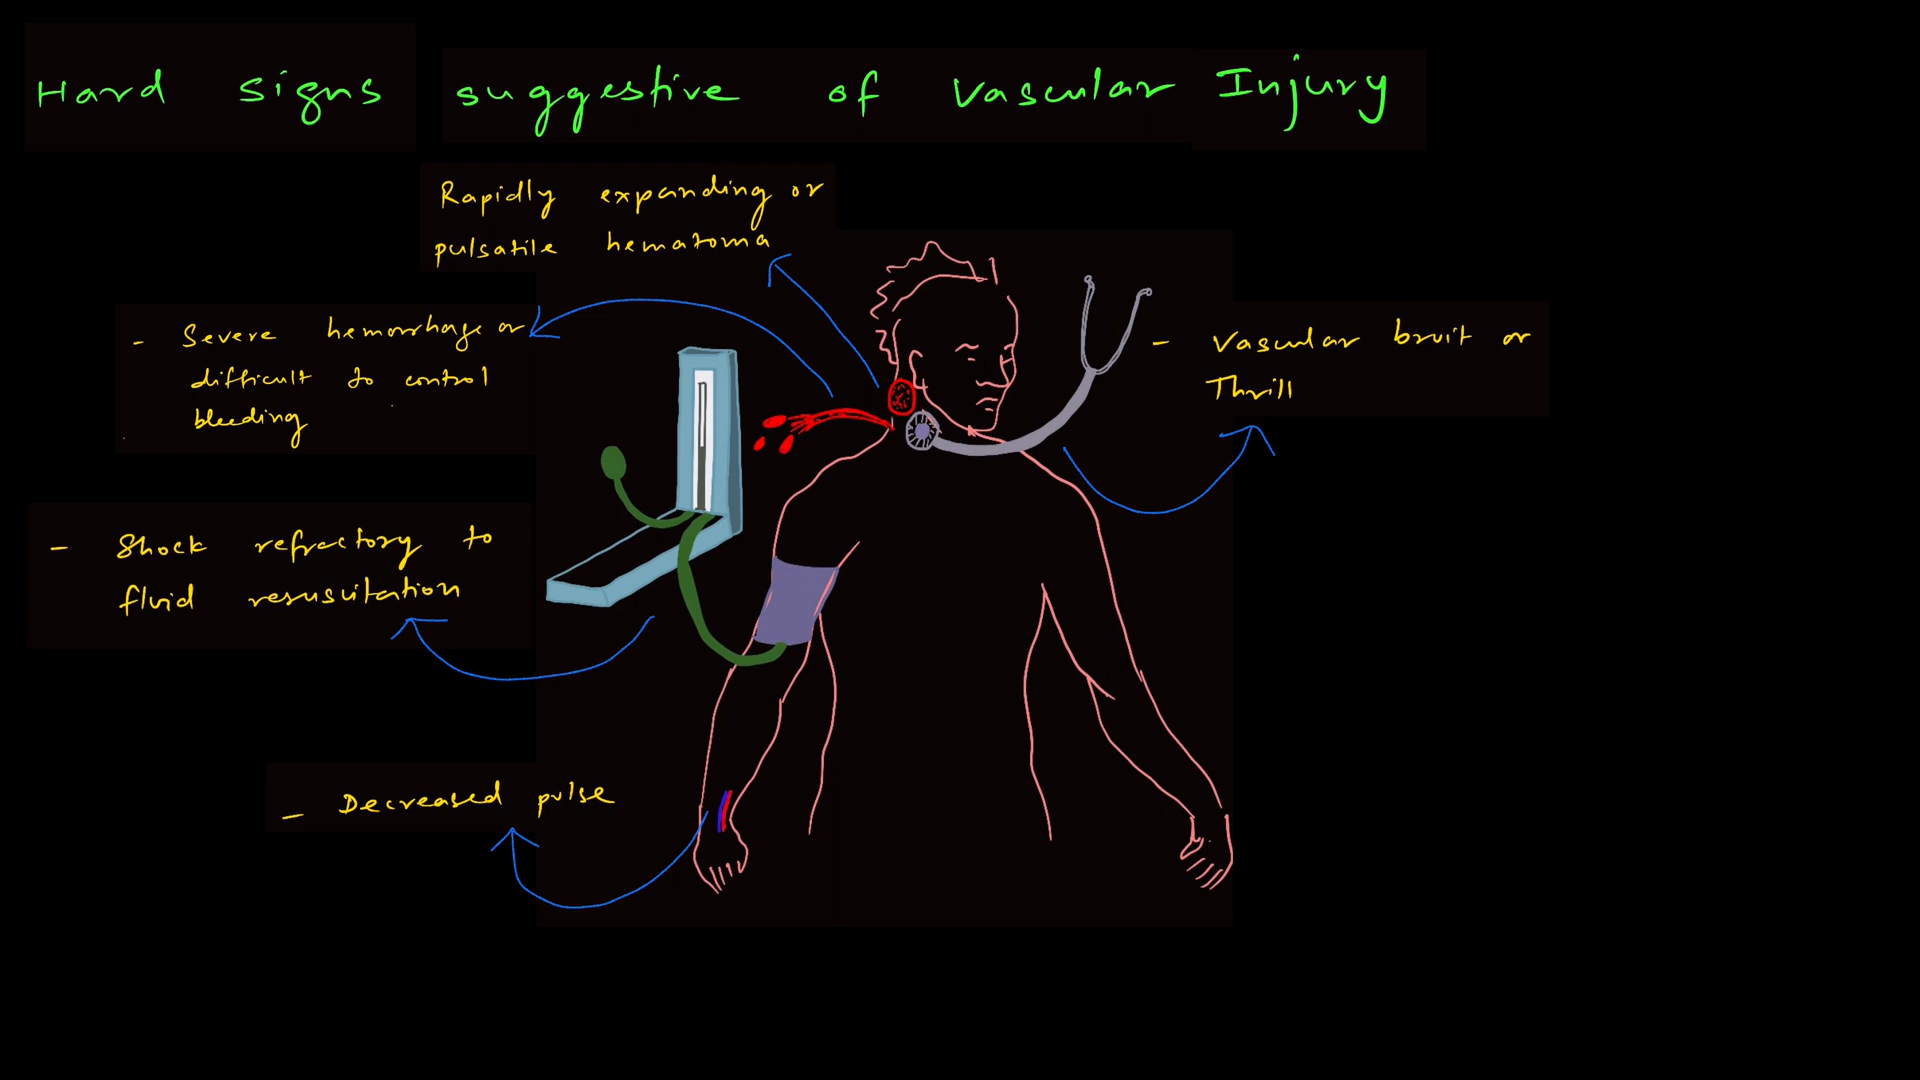 Hard signs suggestive of vascular Injury
Rapidly expanding or
pulsatile hematoma
- Severe hemorrhage or
difficult to control
bleeding
- Vascular bruit or
Thrill
- Shock refractory to
fluid resusuitation
- Decreased pulse